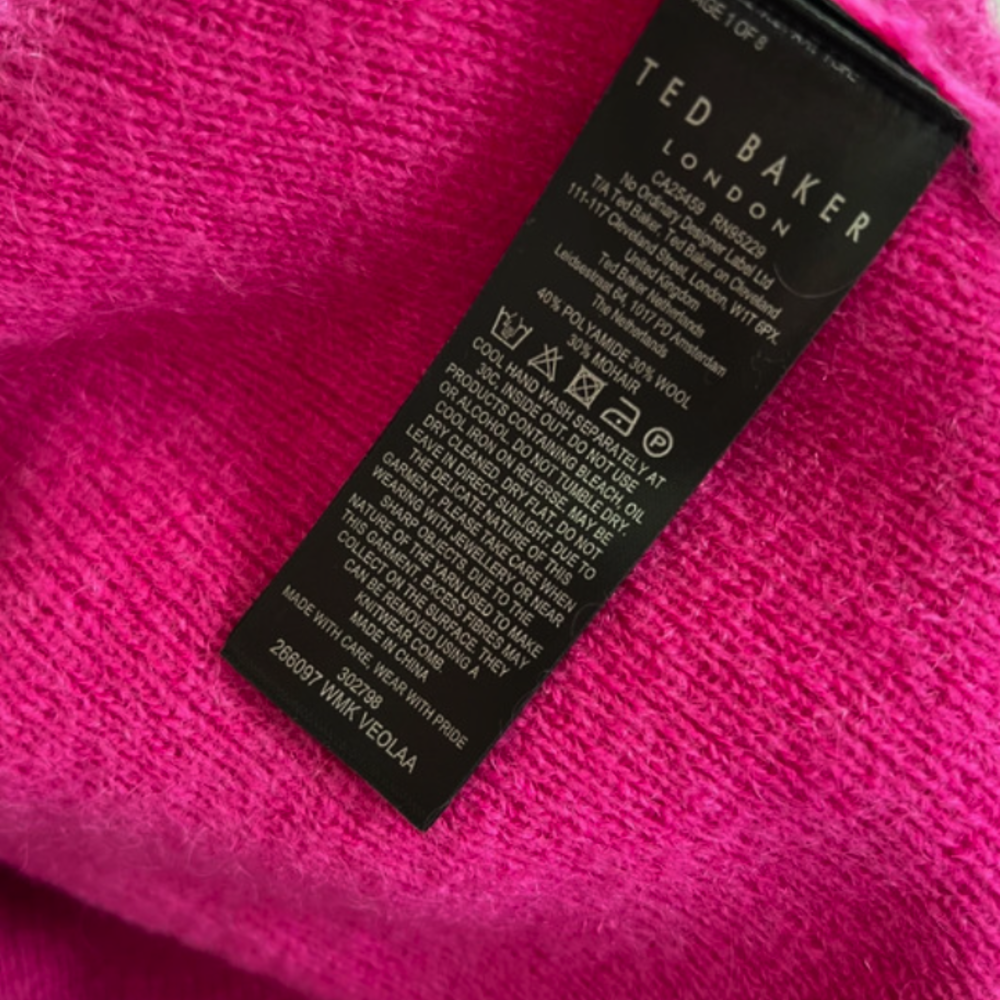 AGE 1 OF 8
TED BAKER
LONDON
CA25459 RN95229
No Ordinary Designer Label Ltd
T/A Ted Baker, Ted Baker on Cleveland
111-117 Cleveland Street, London, W1T 6PX,
United Kingdom
Ted Baker Netherlands
Leidsestraat 64, 1017 PD Amsterdam
The Netherlands
40% POLYAMIDE 30% WOOL
30% MOHAIR
P
COOL HAND WASH SEPARATELY AT
30C, INSIDE OUT. DO NOT USE
PRODUCTS CONTAINING BLEACH, OIL
OR ALCOHOL. DO NOT TUMBLE DRY.
COOL IRON ON REVERSE. MAY BE
DRY CLEANED. DRY FLAT. DO NOT
LEAVE IN DIRECT SUNLIGHT. DUE TO
THE DELICATE NATURE OF THIS
GARMENT, PLEASE TAKE CARE WHEN
WEARING WITH JEWELLERY OR NEAR
SHARP OBJECTS. DUE TO THE
NATURE OF THE YARN USED TO MAKE
THIS GARMENT, EXCESS FIBRES MAY
COLLECT ON THE SURFACE. THEY
CAN BE REMOVED USING A
KNITWEAR COMB.
MADE IN CHINA
MADE WITH CARE. WEAR WITH PRIDE
302798
266097 WMK VEOLAA